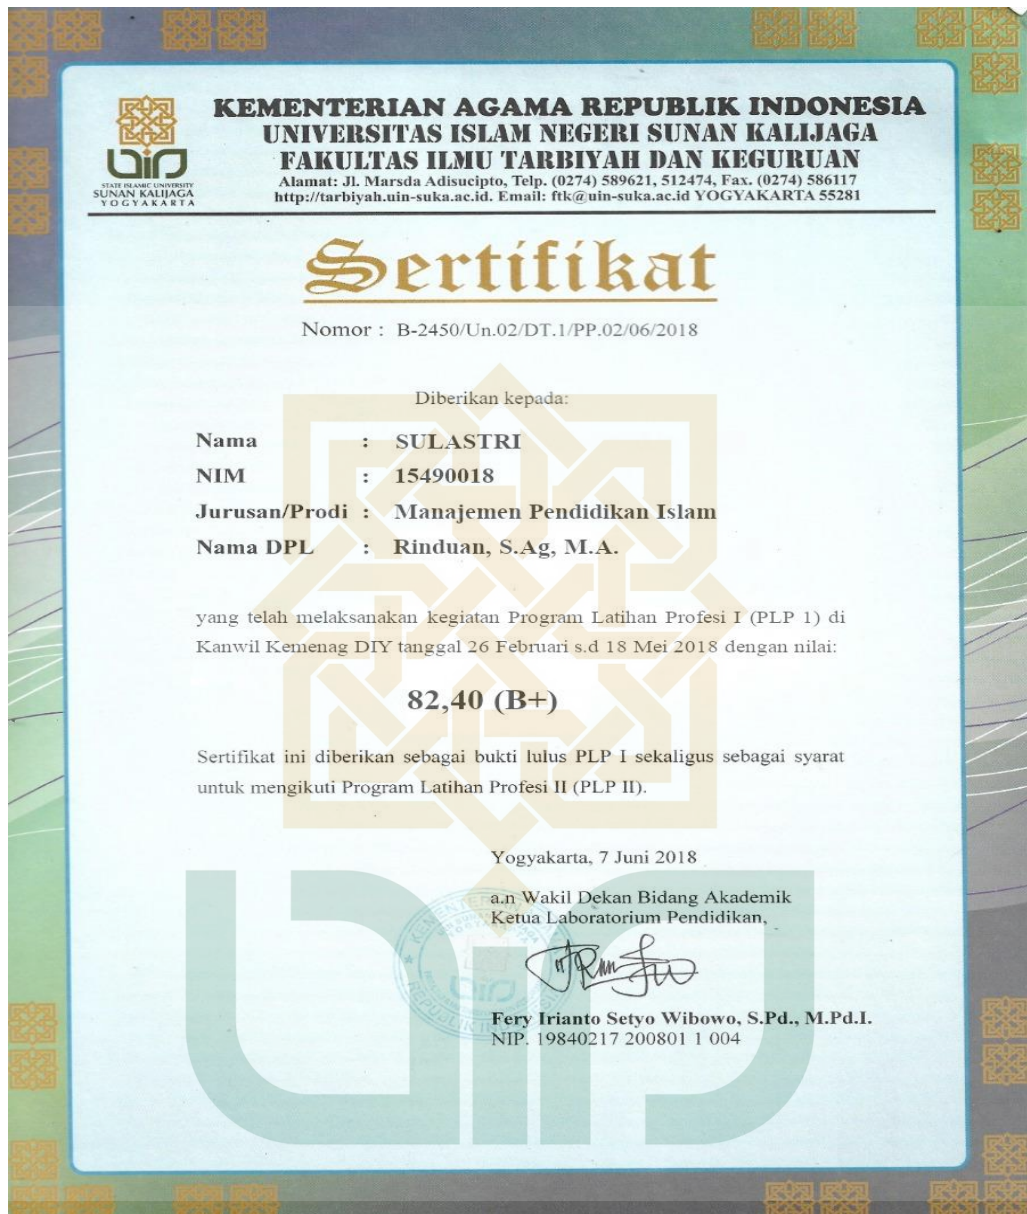 KEMENTERIAN AGAMA REPUBLIK INDONESIA
UNIVERSITAS ISLAM NEGERI SUNAN KALIJAGA
FAKULTAS ILMU TARBIYAH DAN KEGURUAN
Alamat: Jl. Marsda Adisucipto, Telp. (0274) 589621, 512474, Fax. (0274) 586117
http://tarbiyah.uin-suka.ac.id. Email: ftk@uin-suka.ac.id YOGYAKARTA 55281
uin
STATE ISLAMIC UNIVERSITY
SUNAN KALIJAGA
YOGYAKARTA
Sertifikat
Nomor : B-2450/Un.02/DT.1/PP.02/06/2018
Diberikan kepada:
Nama : SULASTRI
NIM : 15490018
Jurusan/Prodi : Manajemen Pendidikan Islam
Nama DPL : Rinduan, S.Ag, M.A.
yang telah melaksanakan kegiatan Program Latihan Profesi I (PLP 1) di
Kanwil Kemenag DIY tanggal 26 Februari s.d 18 Mei 2018 dengan nilai:
82,40 (B+)
Sertifikat ini diberikan sebagai bukti lulus PLP I sekaligus sebagai syarat
untuk mengikuti Program Latihan Profesi II (PLP II).
Yogyakarta, 7 Juni 2018
a.n Wakil Dekan Bidang Akademik
Ketua Laboratorium Pendidikan,
Fery Irianto Setyo Wibowo, S.Pd., M.Pd.I.
NIP. 19840217 200801 1 004
uin